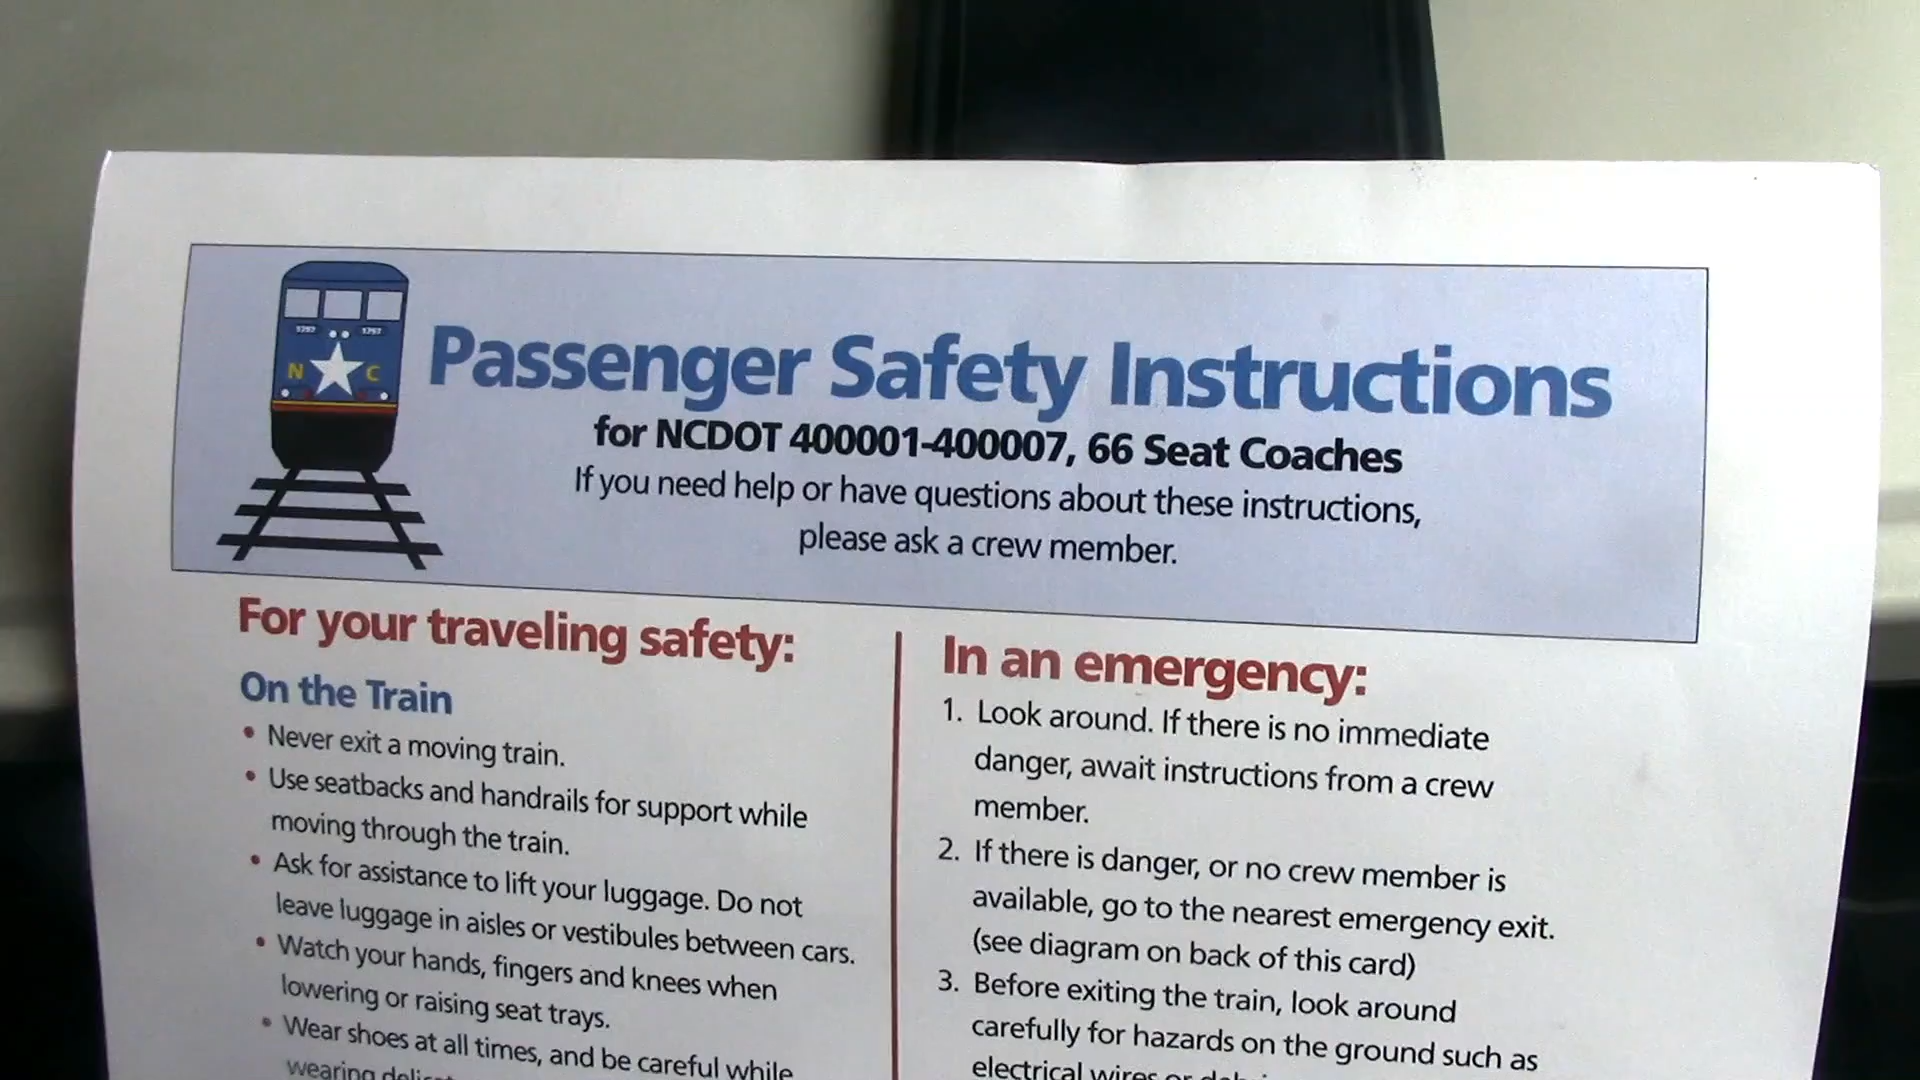 1797 1797
N C
Passenger Safety Instructions
for NCDOT 400001-400007, 66 Seat Coaches
If you need help or have questions about these instructions,
please ask a crew member.
For your traveling safety:
On the Train
• Never exit a moving train.
• Use seatbacks and handrails for support while
moving through the train.
• Ask for assistance to lift your luggage. Do not
leave luggage in aisles or vestibules between cars.
• Watch your hands, fingers and knees when
lowering or raising seat trays.
• Wear shoes at all times, and be careful while
wearing
In an emergency:
1. Look around. If there is no immediate
danger, await instructions from a crew
member.
2. If there is danger, or no crew member is
available, go to the nearest emergency exit.
(see diagram on back of this card)
3. Before exiting the train, look around
carefully for hazards on the ground such as
electrical wires or